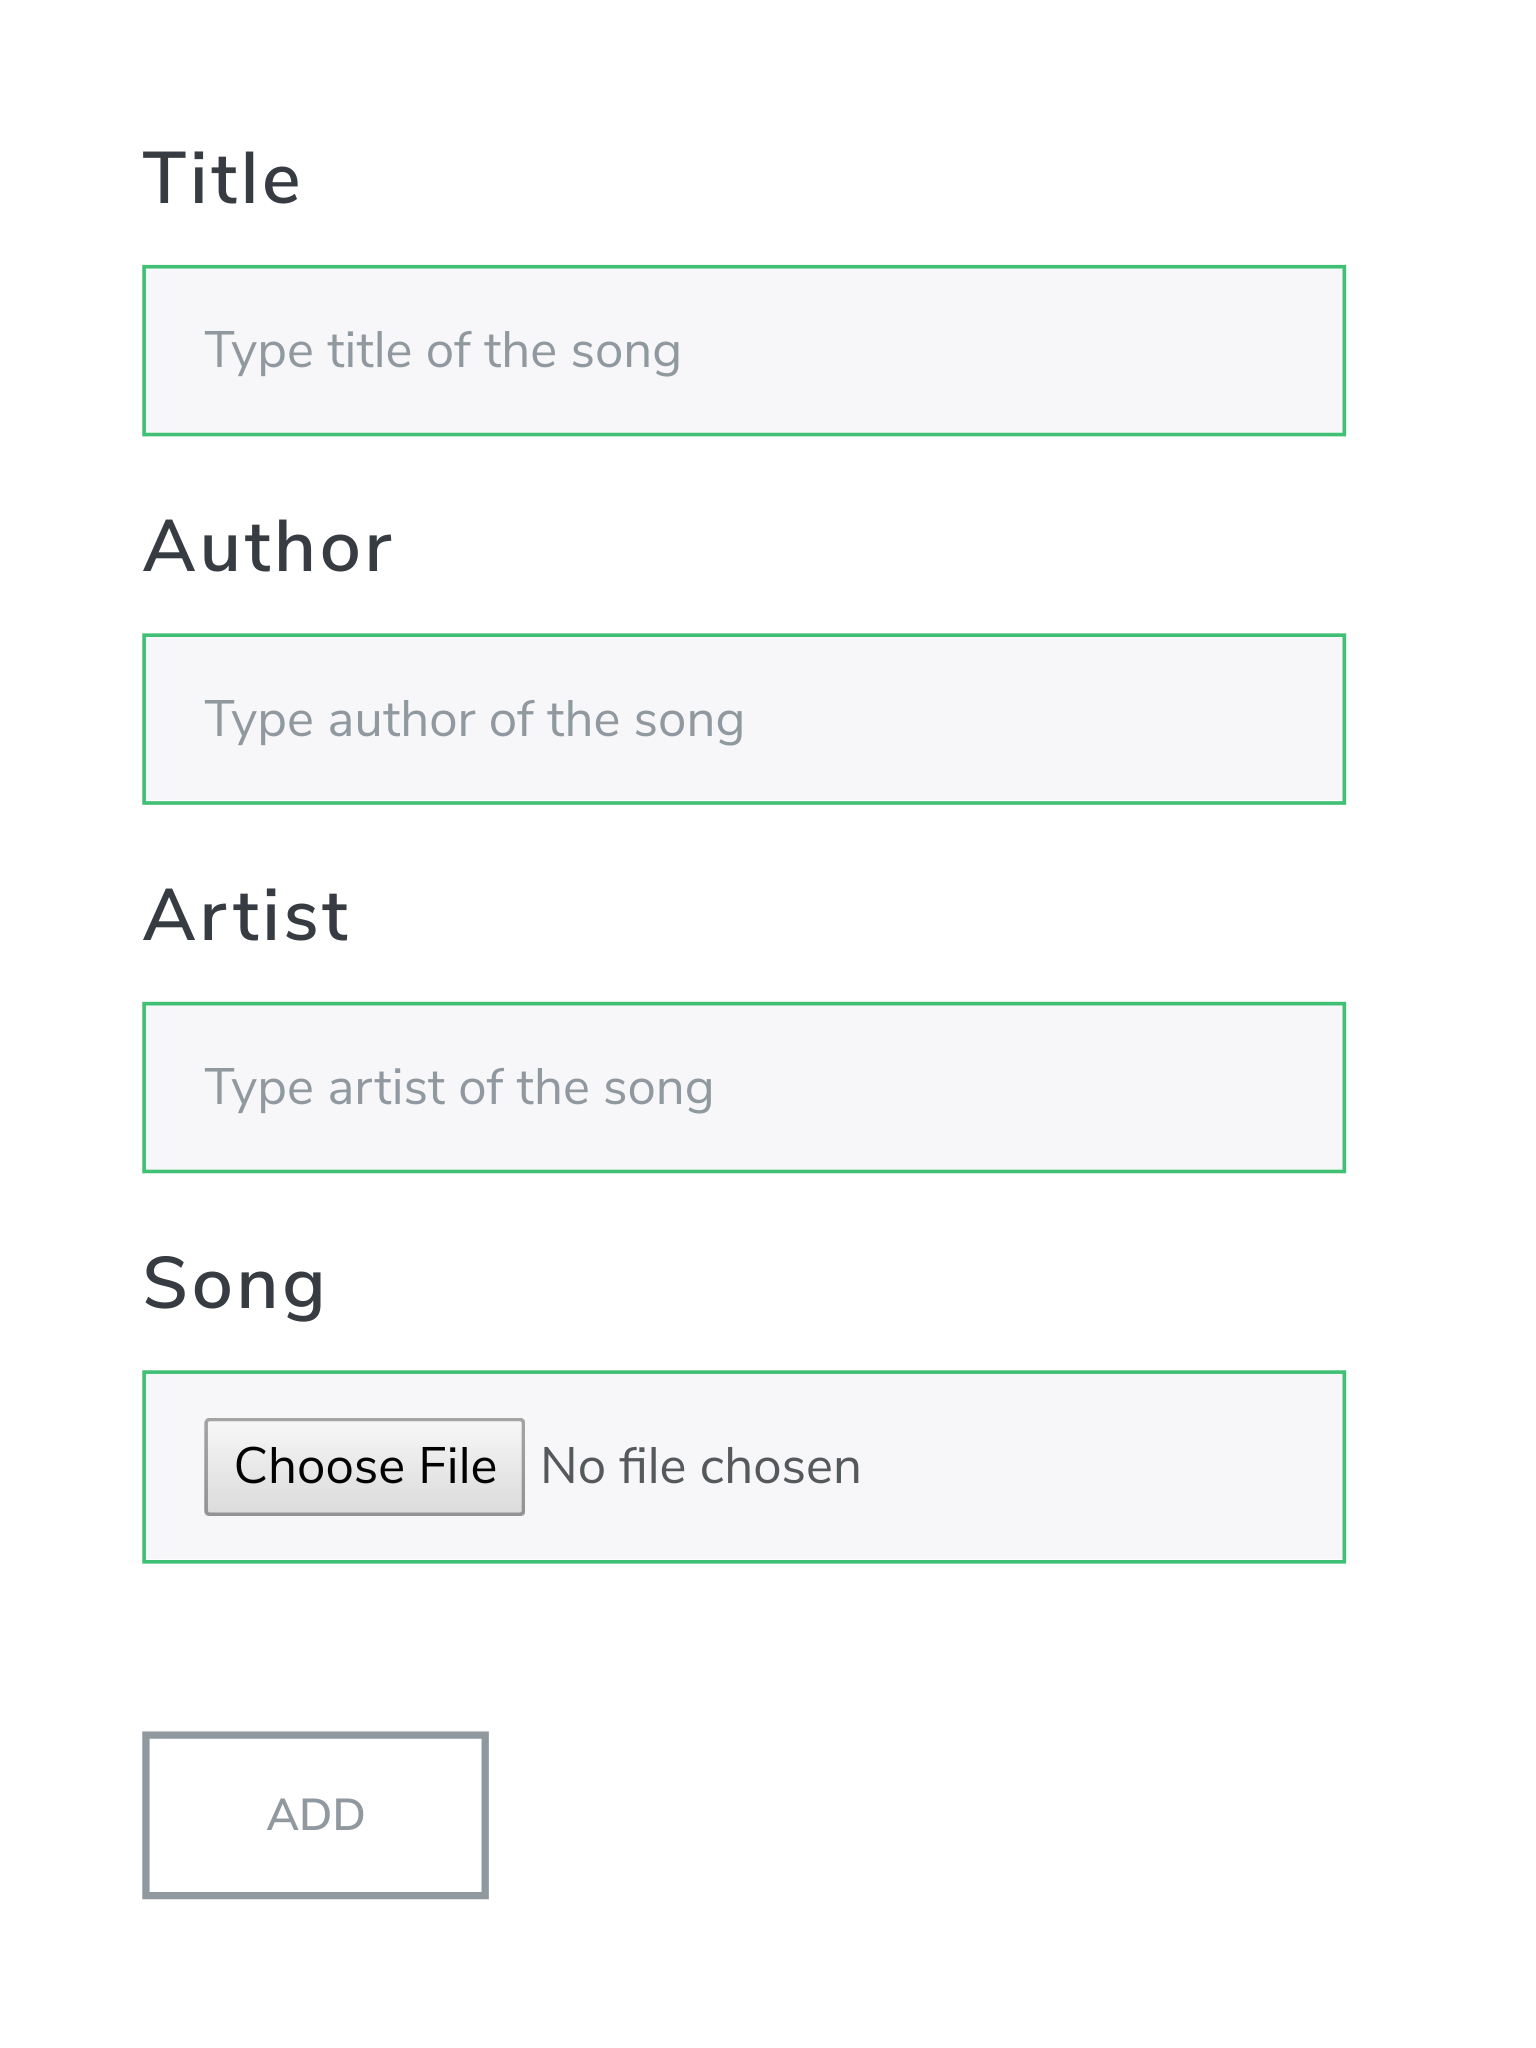 Title
Type title of the song
Author
Type author of the song
Artist
Type artist of the song
Song
Choose File No file chosen
ADD